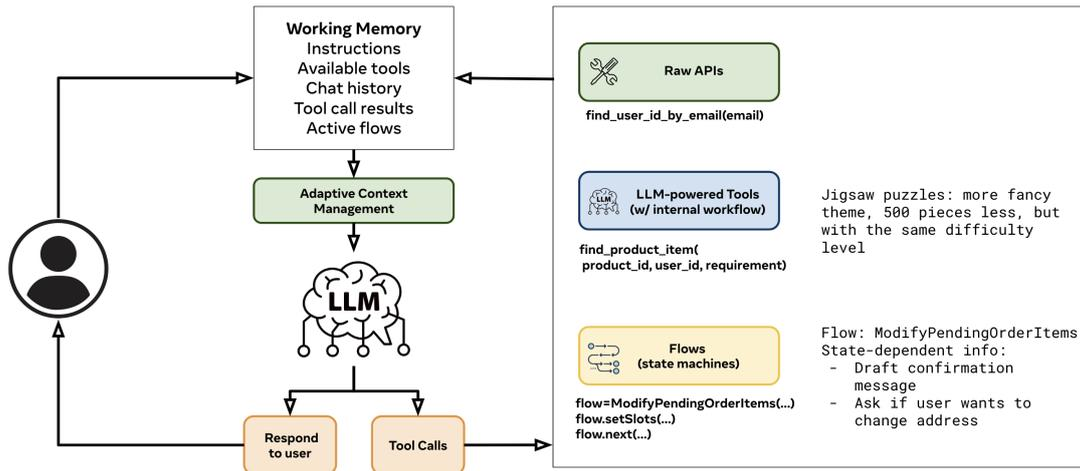 Working Memory
Instructions
Available tools
Chat history
Tool call results
Active flows
Adaptive Context
Management
LLM
Respond
to user
Tool Calls
Raw APIs
find_user_id_by_email(email)
LLM
LLM-powered Tools
(w/ internal workflow)
find_product_item(
product_id, user_id, requirement)
Jigsaw puzzles: more fancy
theme, 500 pieces less, but
with the same difficulty
level
Flows
(state machines)
flow=ModifyPendingOrderItems(...)
flow.setSlots(...)
flow.next(...)
Flow: ModifyPendingOrderItems
State-dependent info:
- Draft confirmation
message
- Ask if user wants to
change address